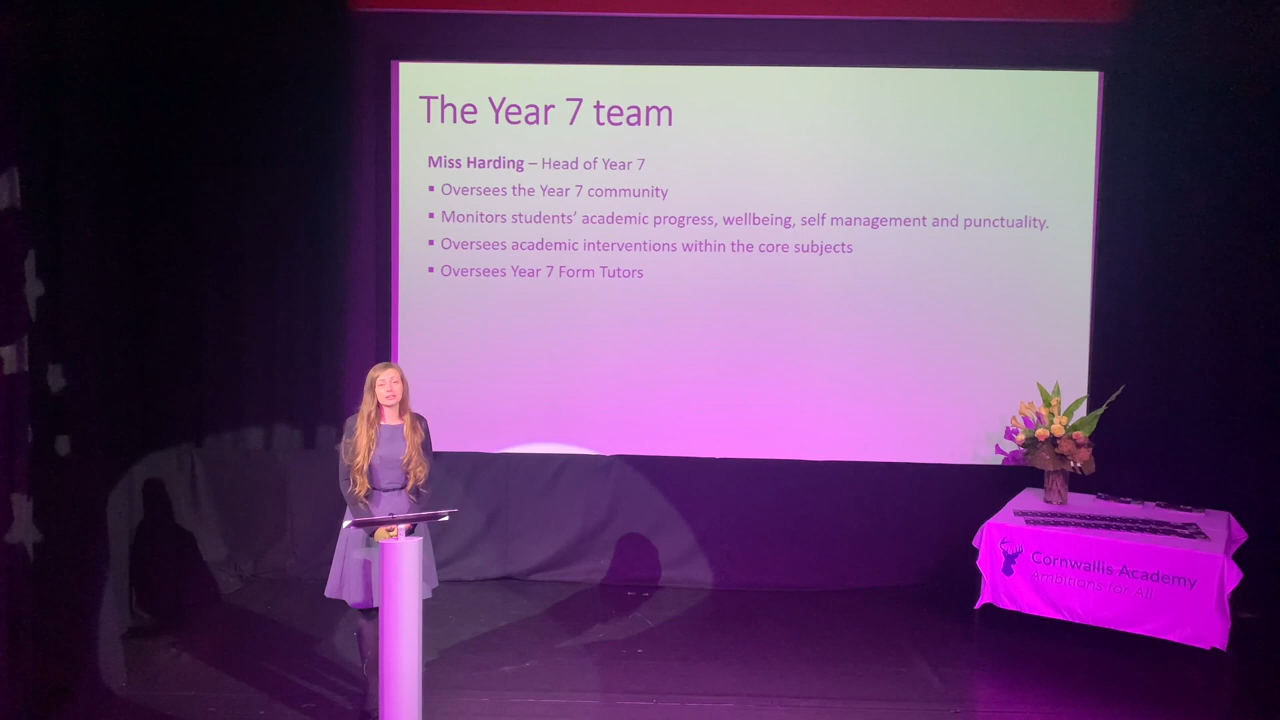 The Year 7 team
Miss Harding – Head of Year 7
▪ Oversees the Year 7 community
▪ Monitors students’ academic progress, wellbeing, self management and punctuality.
▪ Oversees academic interventions within the core subjects
▪ Oversees Year 7 Form Tutors
Cornwallis Academy
Ambitions for All